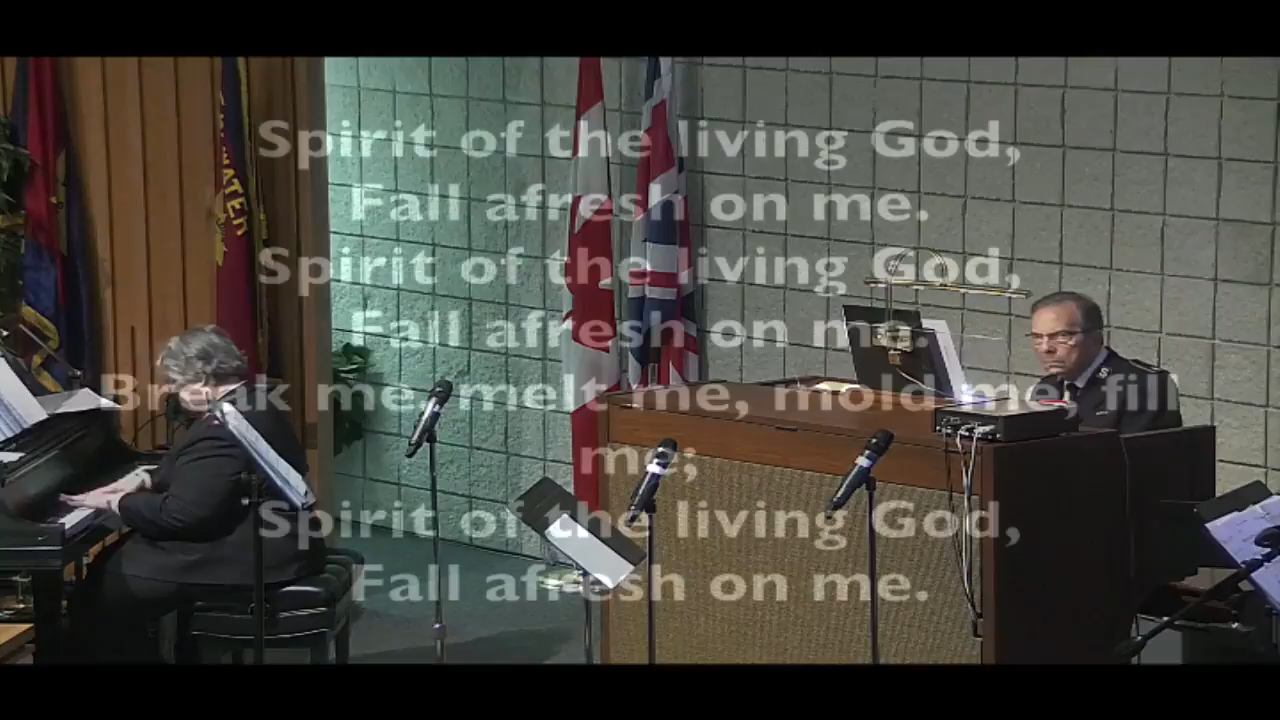 Spirit of the living God,
Fall afresh on me.
Spirit of the living God,
Fall afresh on me.
Break me, melt me, mold me, fill
me;
Spirit of the living God,
Fall afresh on me.